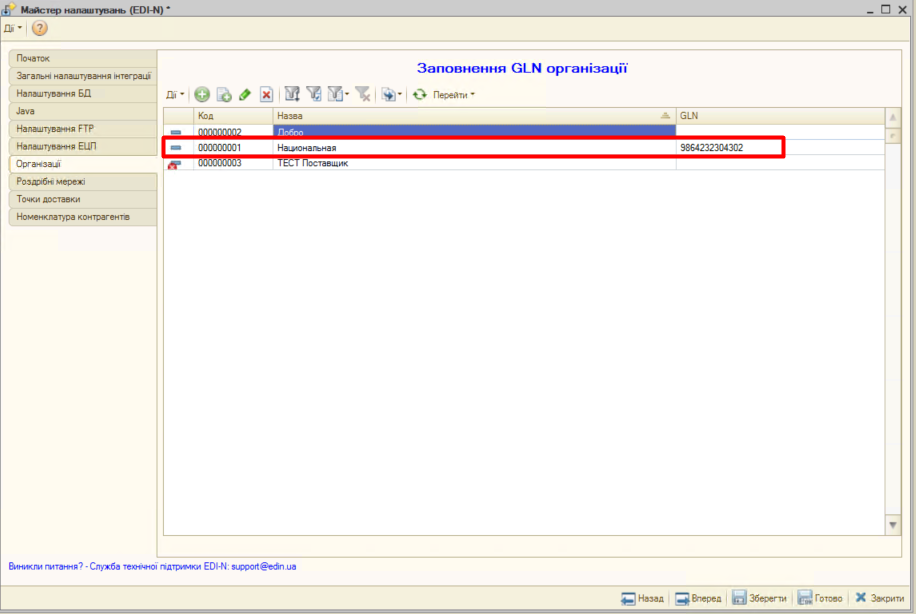 Майстер налаштувань (EDI-N) *
Дії
?
Початок
Загальні налаштування інтеграції
Налаштування БД
Java
Налаштування FTP
Налаштування ЕЦП
Організації
Роздрібні мережі
Точки доставки
Номенклатура контрагентів
Заповнення GLN організації
Дії
Перейти
Код Назва GLN
000000002 Добро
000000001 Национальная 9864232304302
000000003 ТЕСТ Поставщик
Виникли питання? - Служба технічної підтримки EDI-N: support@edin.ua
Назад Вперед Зберегти Готово Закрити